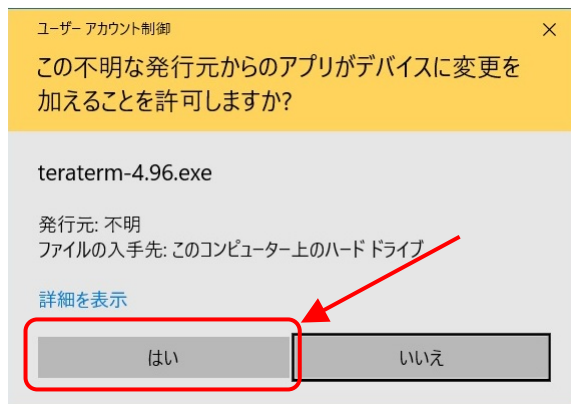 ユーザー アカウント制御
この不明な発行元からのアプリがデバイスに変更を
加えることを許可しますか?
teraterm-4.96.exe
発行元: 不明
ファイルの入手先: このコンピューター上のハード ドライブ
詳細を表示
はい
いいえ